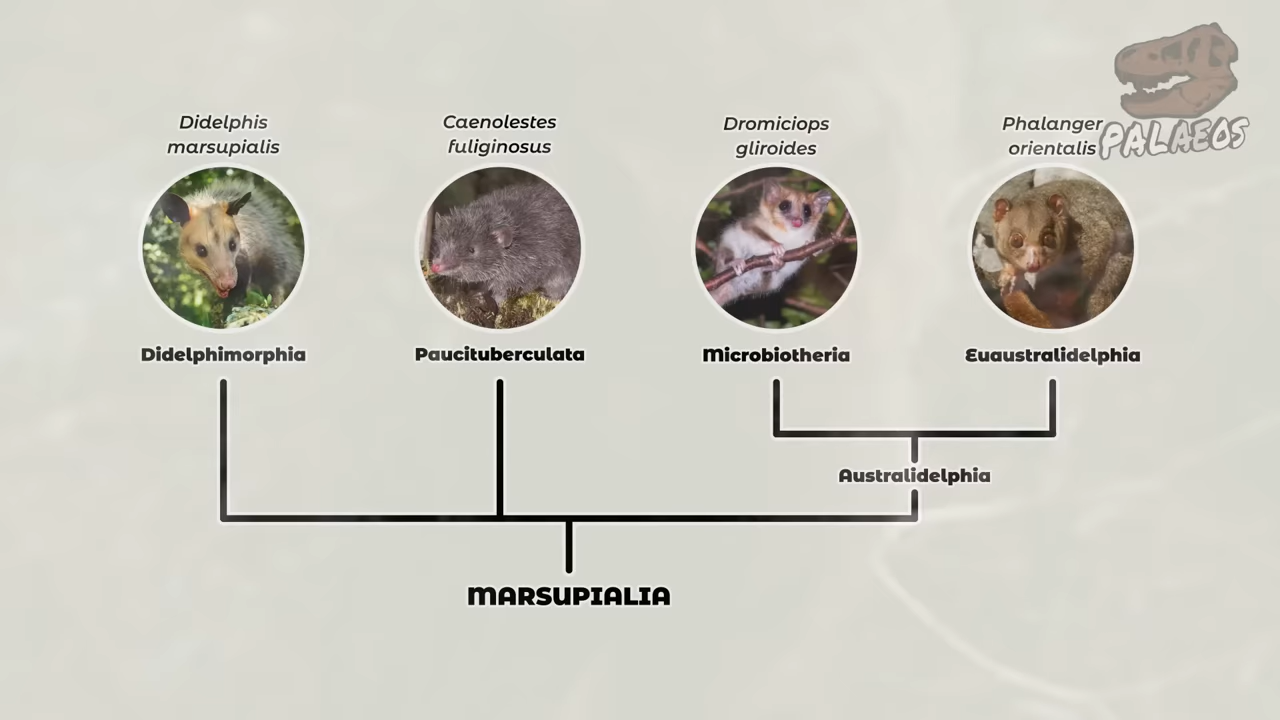 Didelphis
marsupialis
Caenolestes
fuliginosus
Dromiciops
gliroides
Phalanger
orientalis
PALAEOS
Didelphimorphia
Paucituberculata
Microbiotheria
Euaustralidelphia
Australidelphia
MARSUPIALIA